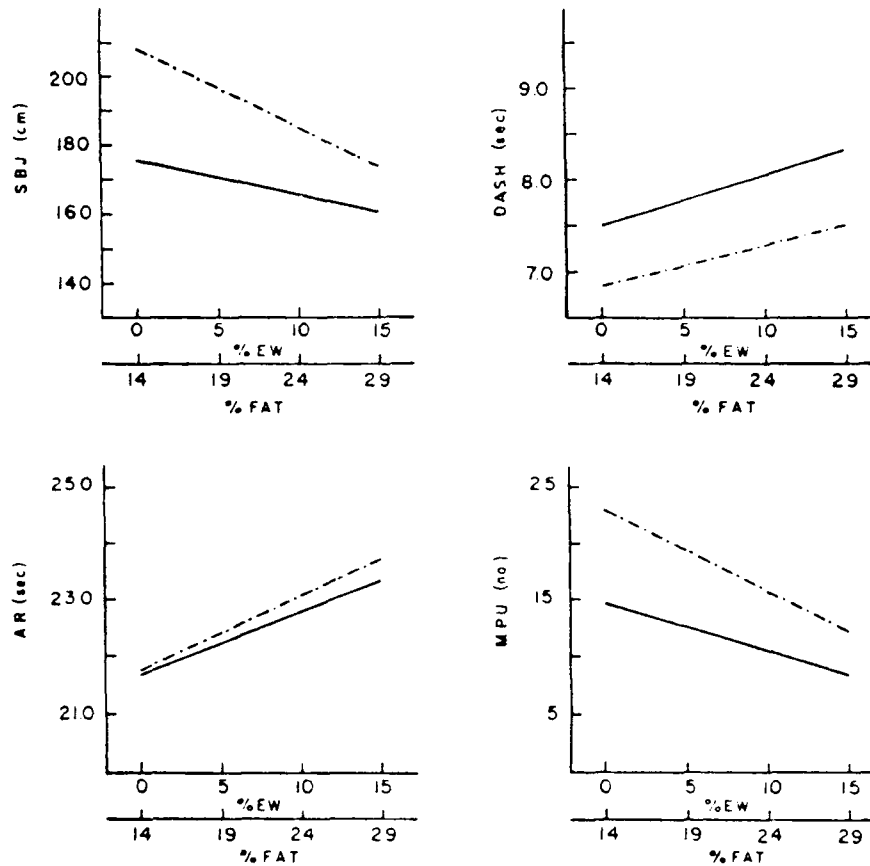 SBJ (cm)
200
180
160
140
0 5 10 15
% EW
14 19 24 29
% FAT
DASH (sec)
9.0
8.0
7.0
0 5 10 15
% EW
14 19 24 29
% FAT
AR (sec)
25.0
23.0
21.0
0 5 10 15
% EW
14 19 24 29
% FAT
MPU (no)
25
15
5
0 5 10 15
% EW
14 19 24 29
% FAT